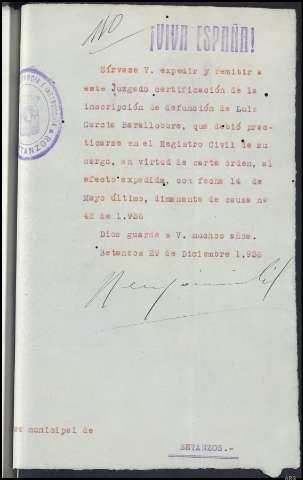 110
¡VIVA ESPAÑA!
Sírvase V. expedir y remitir a
este Juzgado certificación de la
inscripción de defunción de Luis
García Barallobre, que debió prac-
ticarse en el Registro Civil de su
cargo, en virtud de carta orden, al
efecto expedida, con fecha 14 de
Mayo último, dimanante de causa nº
42 de 1.936
Dios guarde a V. muchos años.
Betanzos 29 de Diciembre 1.936
municipal de
BETANZOS.-